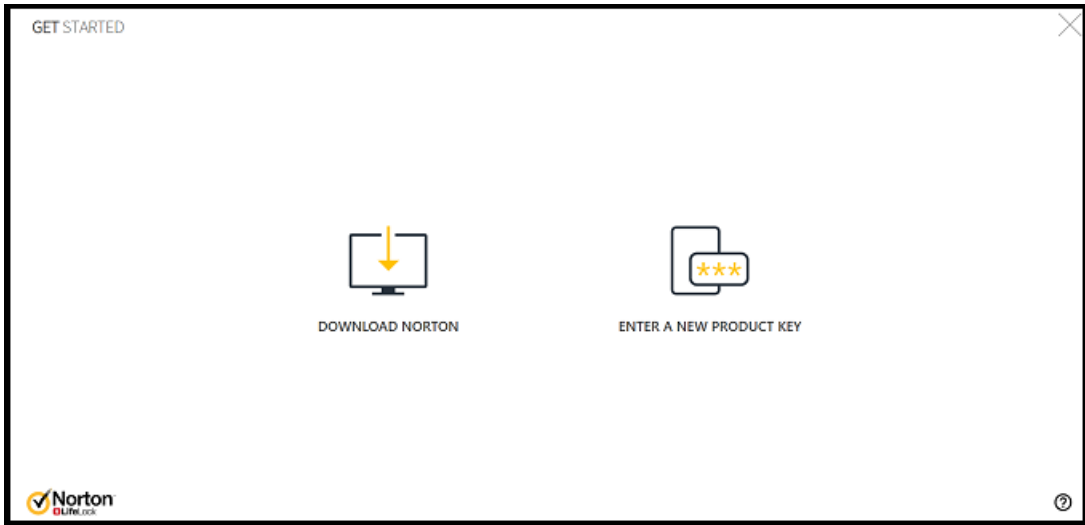 GET STARTED
***
DOWNLOAD NORTON
ENTER A NEW PRODUCT KEY
Norton
LifeLock
?